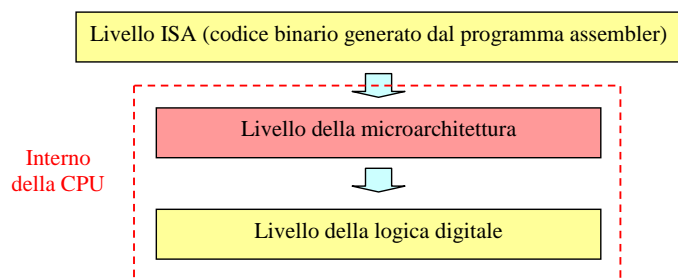 Livello ISA (codice binario generato dal programma assembler)
Livello della microarchitettura
Interno
della CPU
Livello della logica digitale